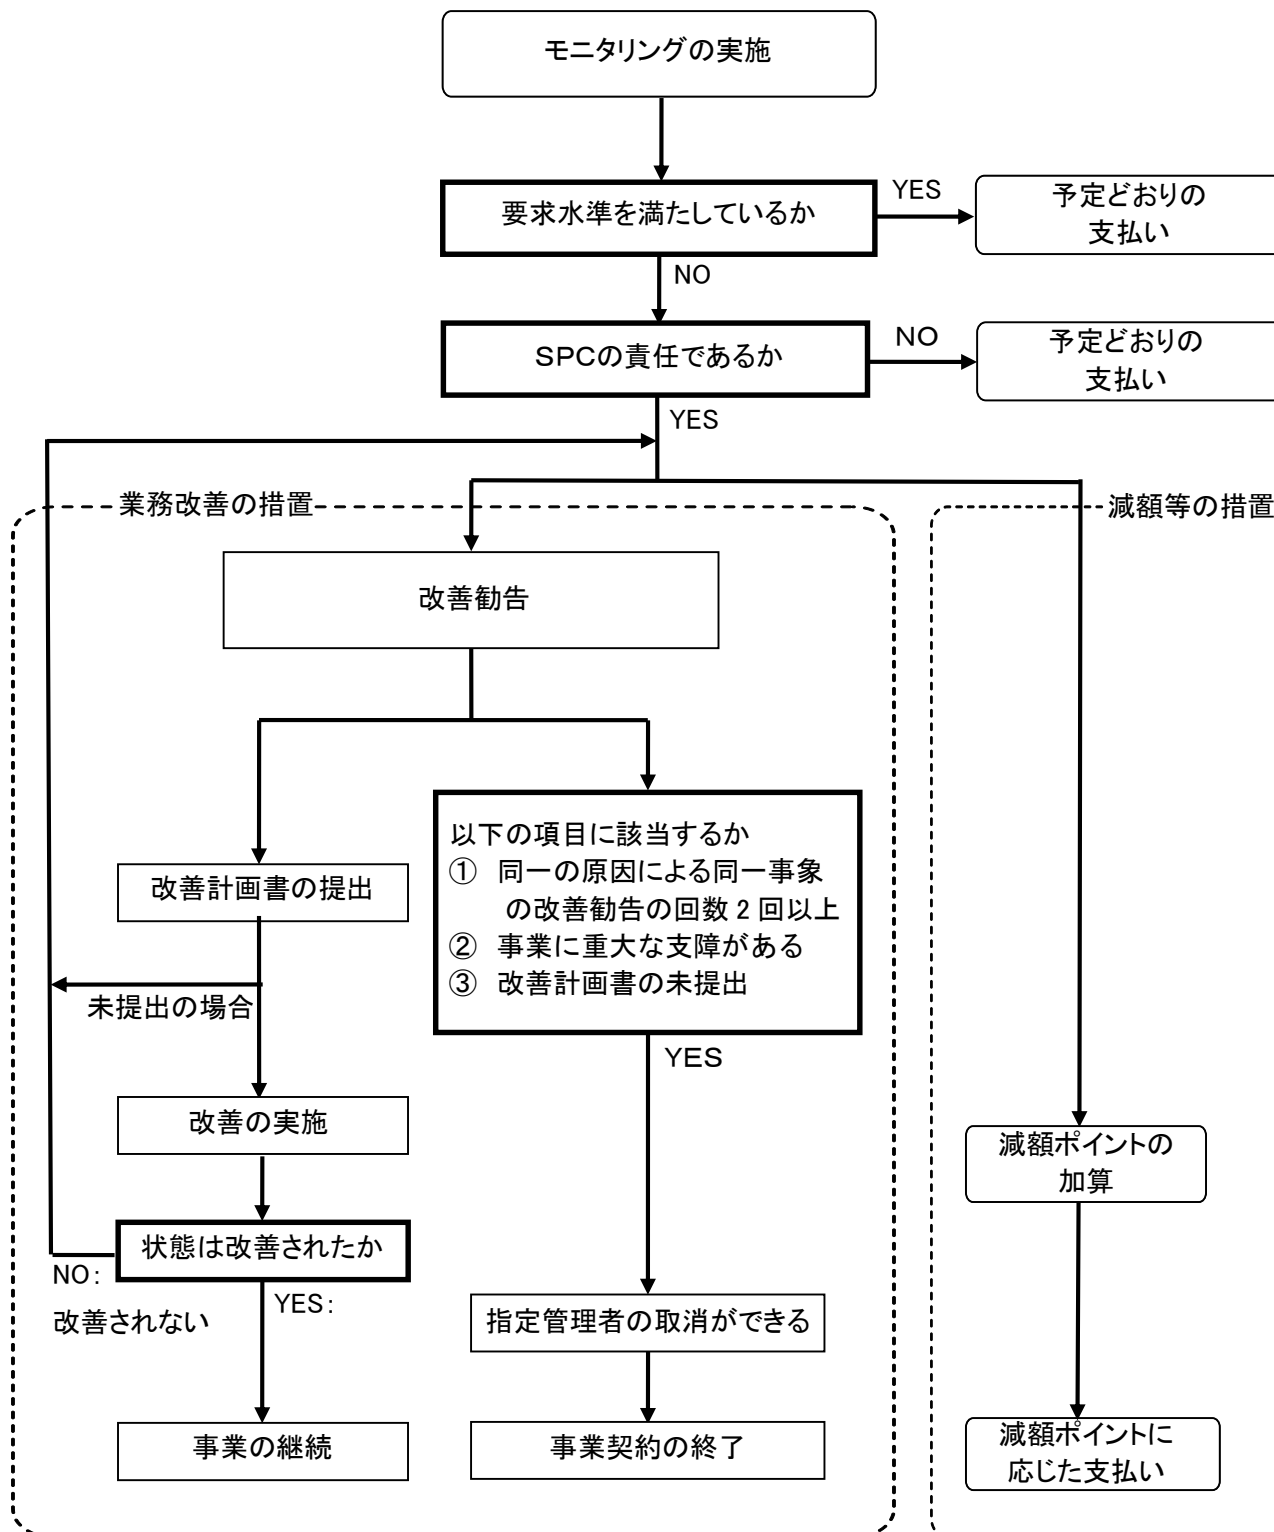 モニタリングの実施
要求水準を満たしているか
YES
予定どおりの
支払い
NO
SPCの責任であるか
NO
予定どおりの
支払い
YES
業務改善の措置
減額等の措置
改善勧告
改善計画書の提出
未提出の場合
以下の項目に該当するか
① 同一の原因による同一事象
の改善勧告の回数 2 回以上
② 事業に重大な支障がある
③ 改善計画書の未提出
YES
改善の実施
減額ポイントの
加算
状態は改善されたか
NO:
改善されない
YES:
指定管理者の取消ができる
事業の継続
事業契約の終了
減額ポイントに
応じた支払い